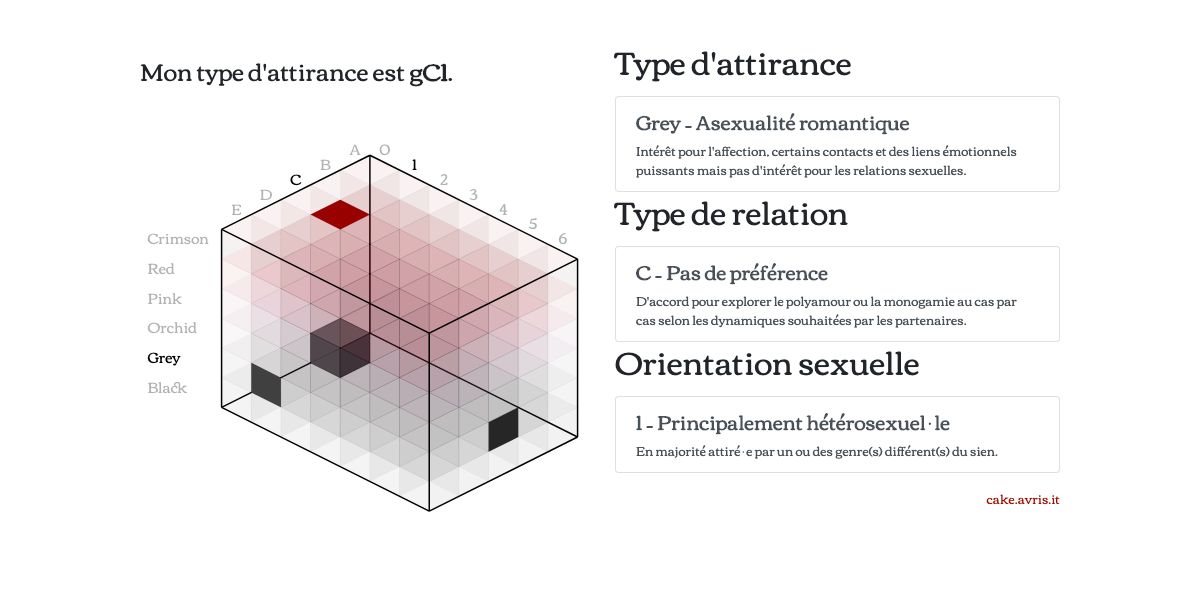 Mon type d'attirance est gC1.
A O
B 1
C 2
D 3
E 4
5
6
Crimson
Red
Pink
Orchid
Grey
Black
Type d'attirance
Grey - Asexualité romantique
Intérêt pour l'affection, certains contacts et des liens émotionnels
puissants mais pas d'intérêt pour les relations sexuelles.
Type de relation
C - Pas de préférence
D'accord pour explorer le polyamour ou la monogamie au cas par
cas selon les dynamiques souhaitées par les partenaires.
Orientation sexuelle
1 - Principalement hétérosexuel·le
En majorité attiré·e par un ou des genre(s) différent(s) du sien.
cake.avris.it